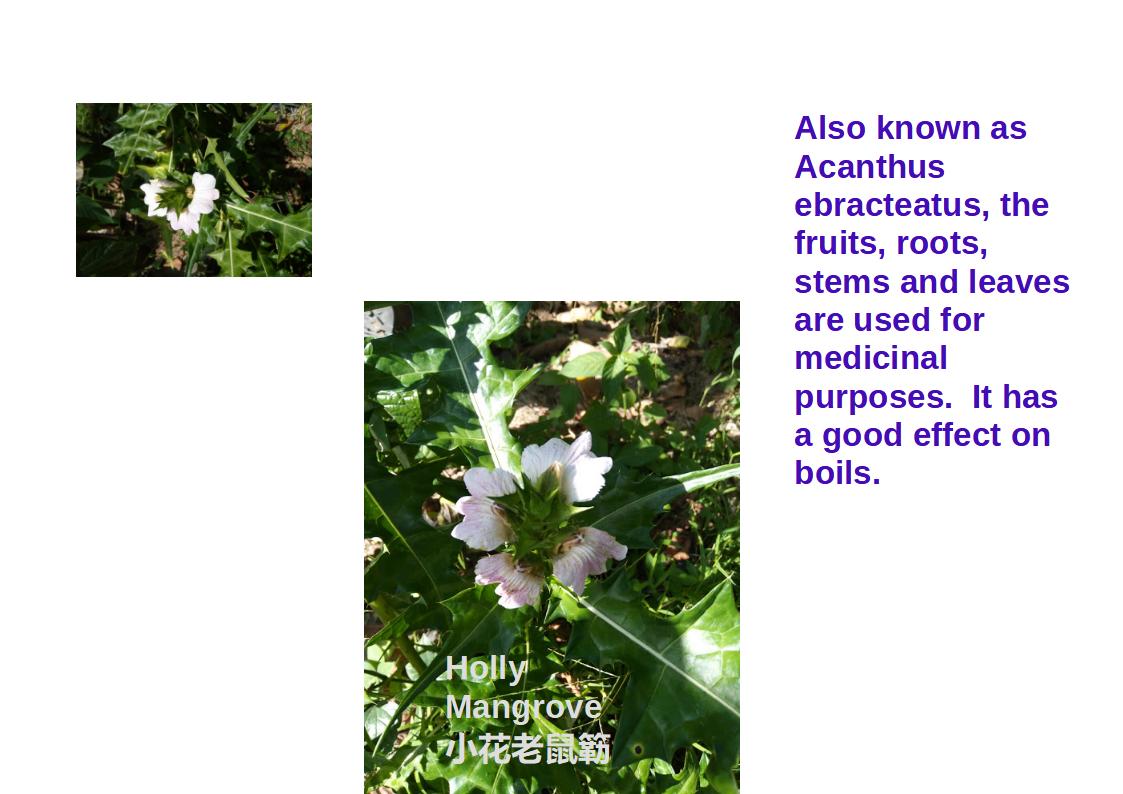 Also known as
Acanthus
ebracteatus, the
fruits, roots,
stems and leaves
are used for
medicinal
purposes.  It has
a good effect on
boils.
Holly
Mangrove
小花老鼠簕